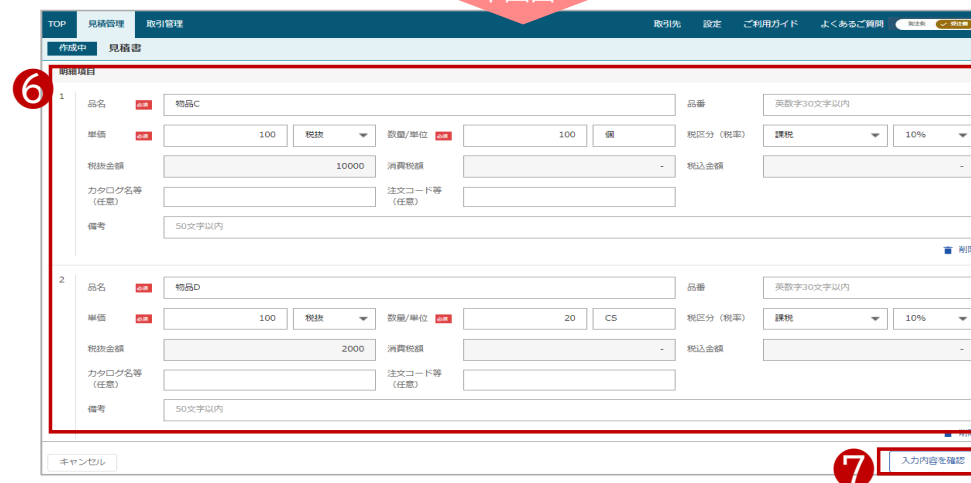 TOP 見積管理 取引管理 取引先 設定 ご利用ガイド よくあるご質問 発注側 受注側
作成中 見積書
6
明細項目
1 品名 必須 物品C 品番 英数字30文字以内
単価 必須 100 税抜 数量/単位 必須 100 個 税区分（税率） 課税 10%
税抜金額 10000 消費税額 - 税込金額 -
カタログ名等 注文コード等
（任意） （任意）
備考 50文字以内
削除
2 品名 必須 物品D 品番 英数字30文字以内
単価 必須 100 税抜 数量/単位 必須 20 CS 税区分（税率） 課税 10%
税抜金額 2000 消費税額 - 税込金額 -
カタログ名等 注文コード等
（任意） （任意）
備考 50文字以内
キャンセル 7 入力内容を確認